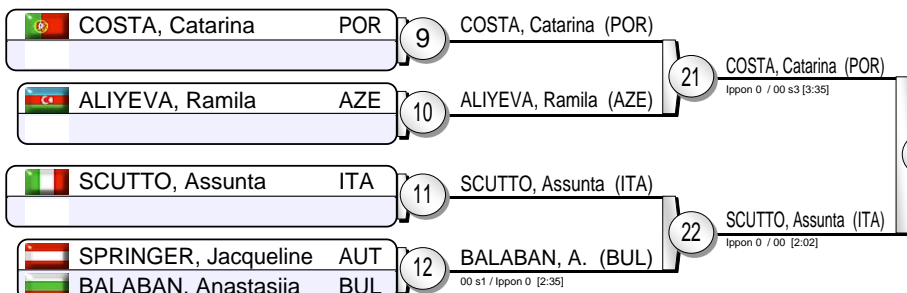 COSTA, Catarina POR
9
COSTA, Catarina (POR)
21
COSTA, Catarina (POR)
Ippon 0 / 00 s3 [3:35]
ALIYEVA, Ramila AZE
10
ALIYEVA, Ramila (AZE)
SCUTTO, Assunta ITA
11
SCUTTO, Assunta (ITA)
22
SCUTTO, Assunta (ITA)
Ippon 0 / 00 [2:02]
SPRINGER, Jacqueline AUT
12
BALABAN, A. (BUL)
00 s1 / Ippon 0 [2:35]
BALABAN, Anastasiia BUL